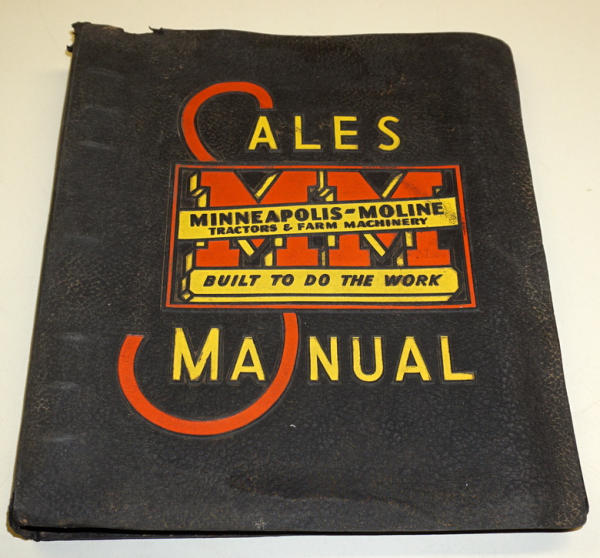 SALES
MM
MINNEAPOLIS-MOLINE
TRACTORS & FARM MACHINERY
BUILT TO DO THE WORK
MANUAL